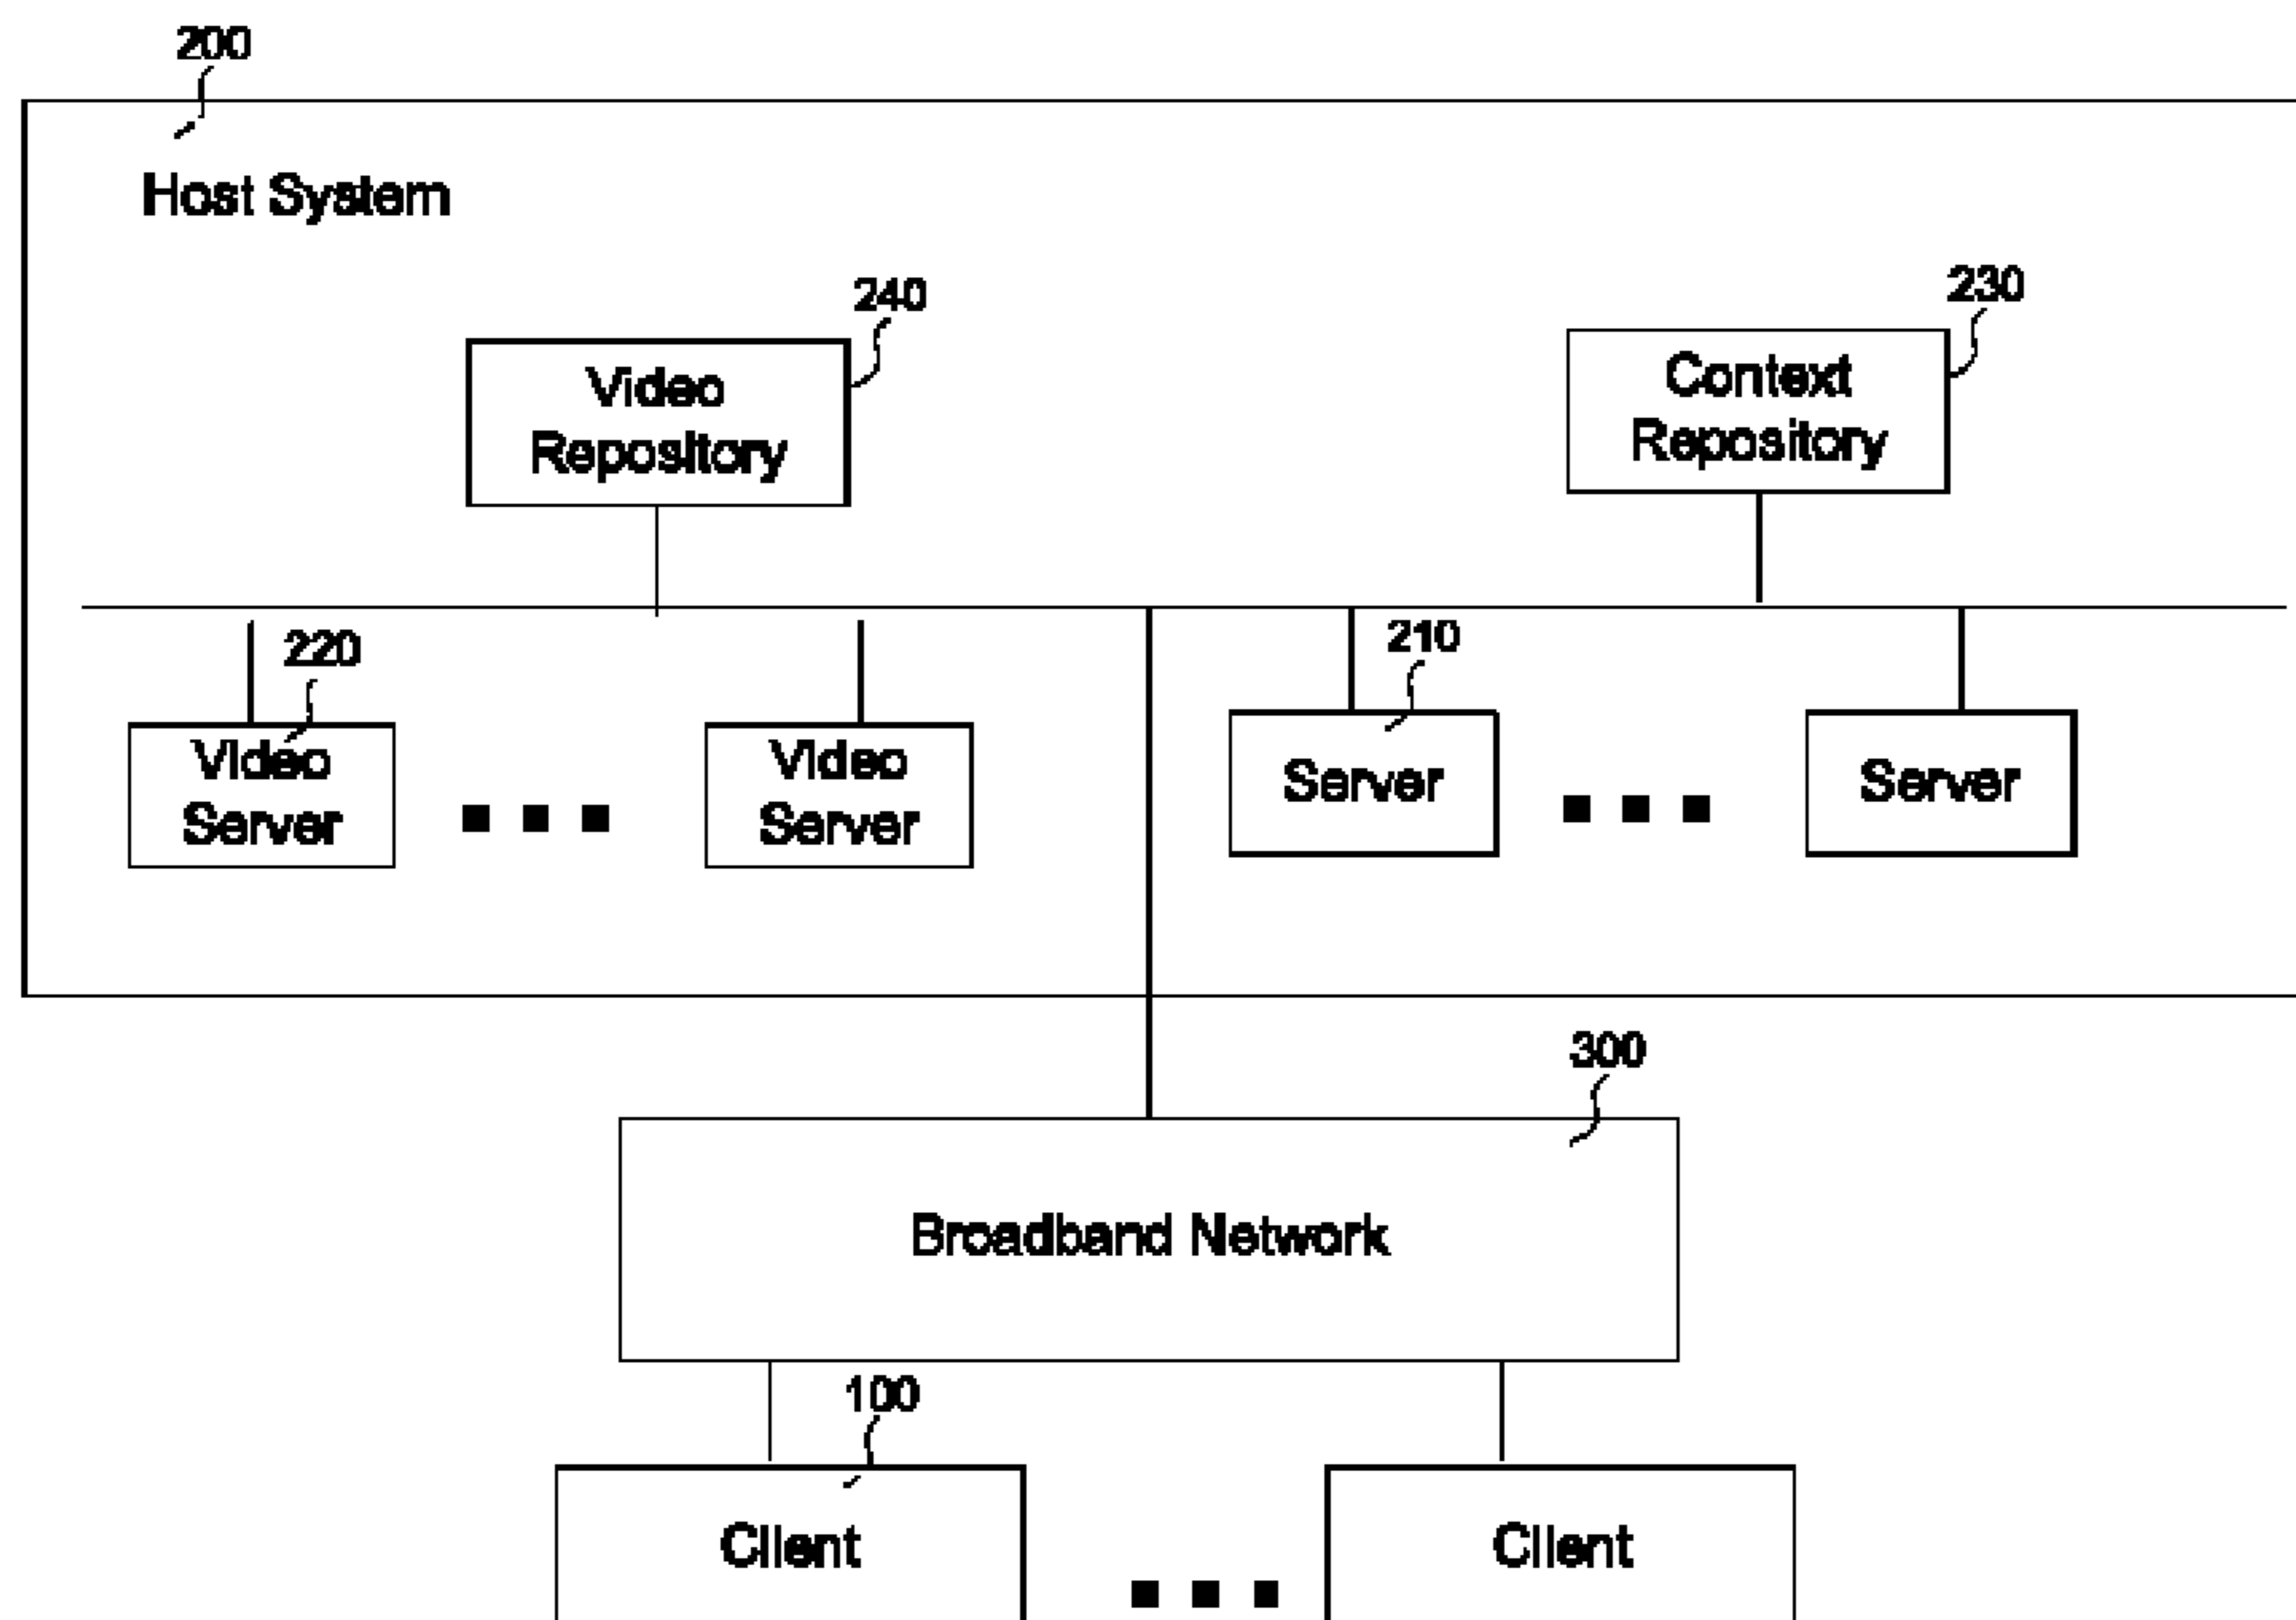 200
Host System
240
230
Video
Repository
Context
Repository
220
210
Video
Server
Video
Server
Server
Server
300
Broadband Network
100
Client
Client